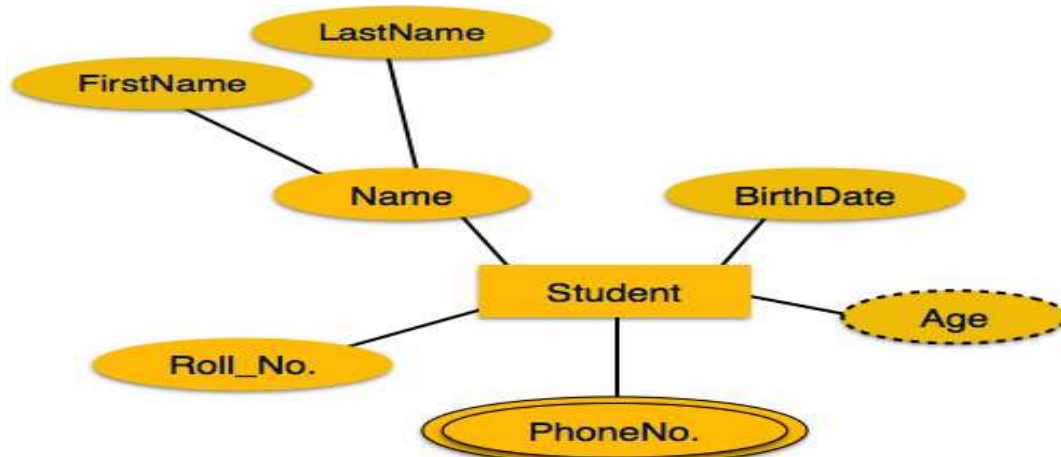 LastName
FirstName
Name
BirthDate
Student
Age
Roll_No.
PhoneNo.